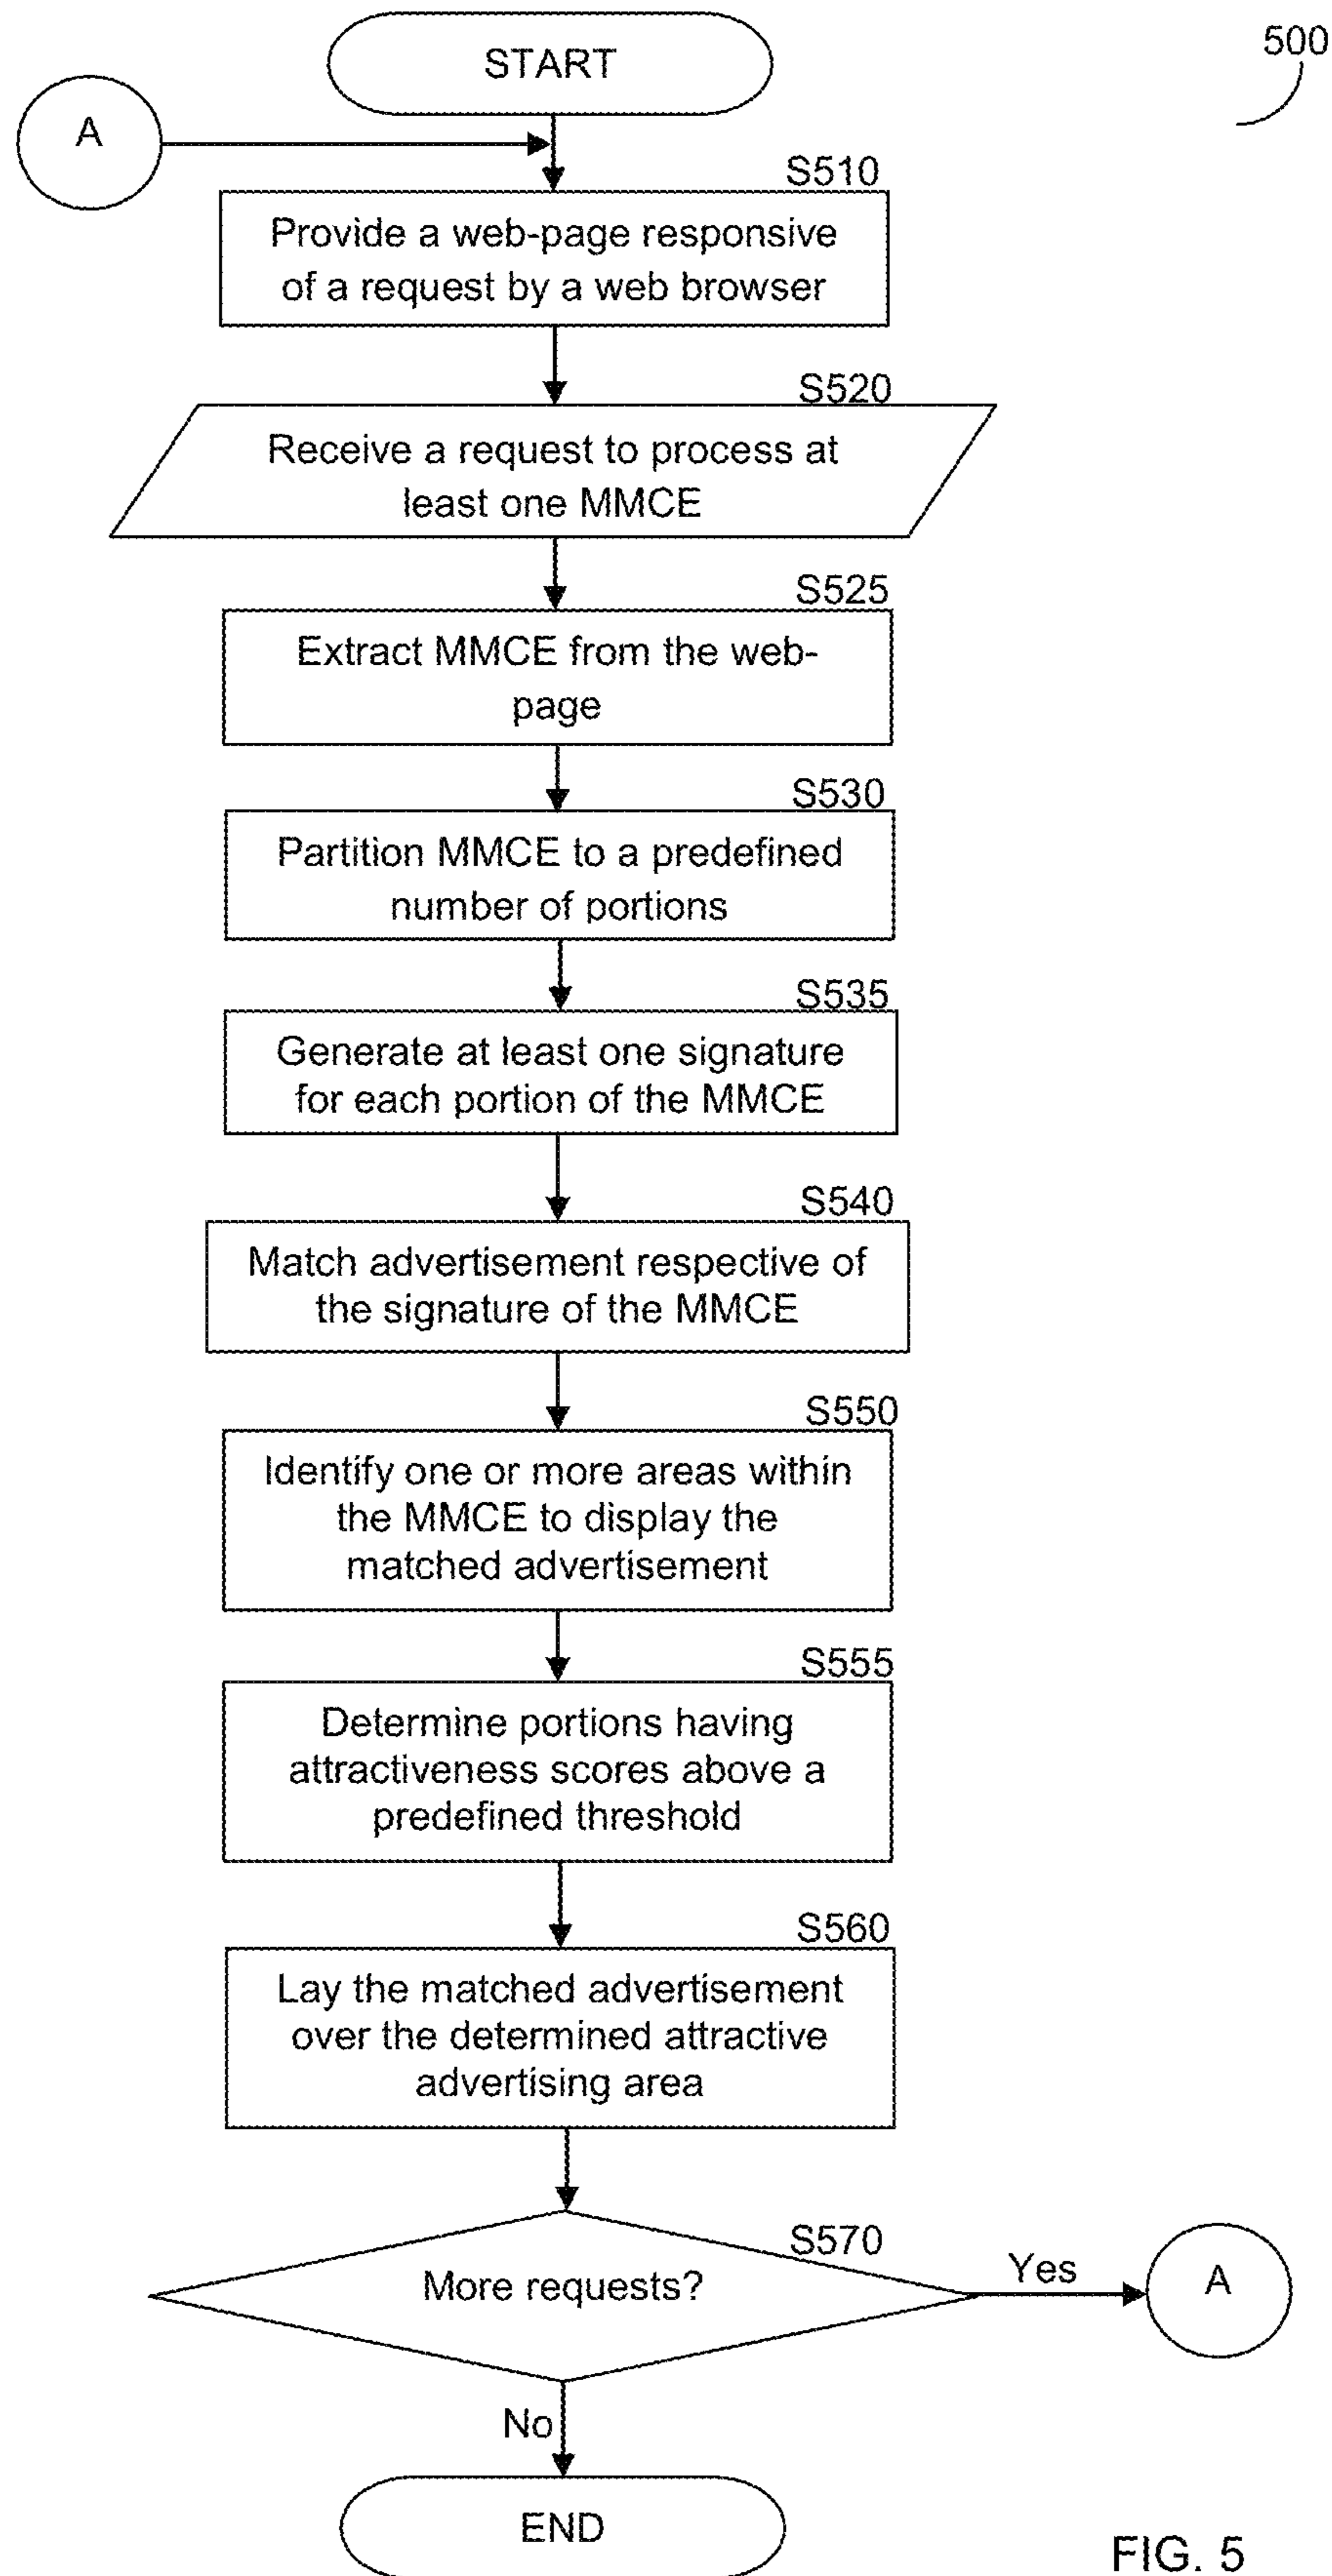 START
500
A
S510
Provide a web-page responsive
of a request by a web browser
S520
Receive a request to process at
least one MMCE
S525
Extract MMCE from the web-
page
S530
Partition MMCE to a predefined
number of portions
S535
Generate at least one signature
for each portion of the MMCE
S540
Match advertisement respective of
the signature of the MMCE
S550
Identify one or more areas within
the MMCE to display the
matched advertisement
S555
Determine portions having
attractiveness scores above a
predefined threshold
S560
Lay the matched advertisement
over the determined attractive
advertising area
S570
More requests?
Yes
A
No
END
FIG. 5